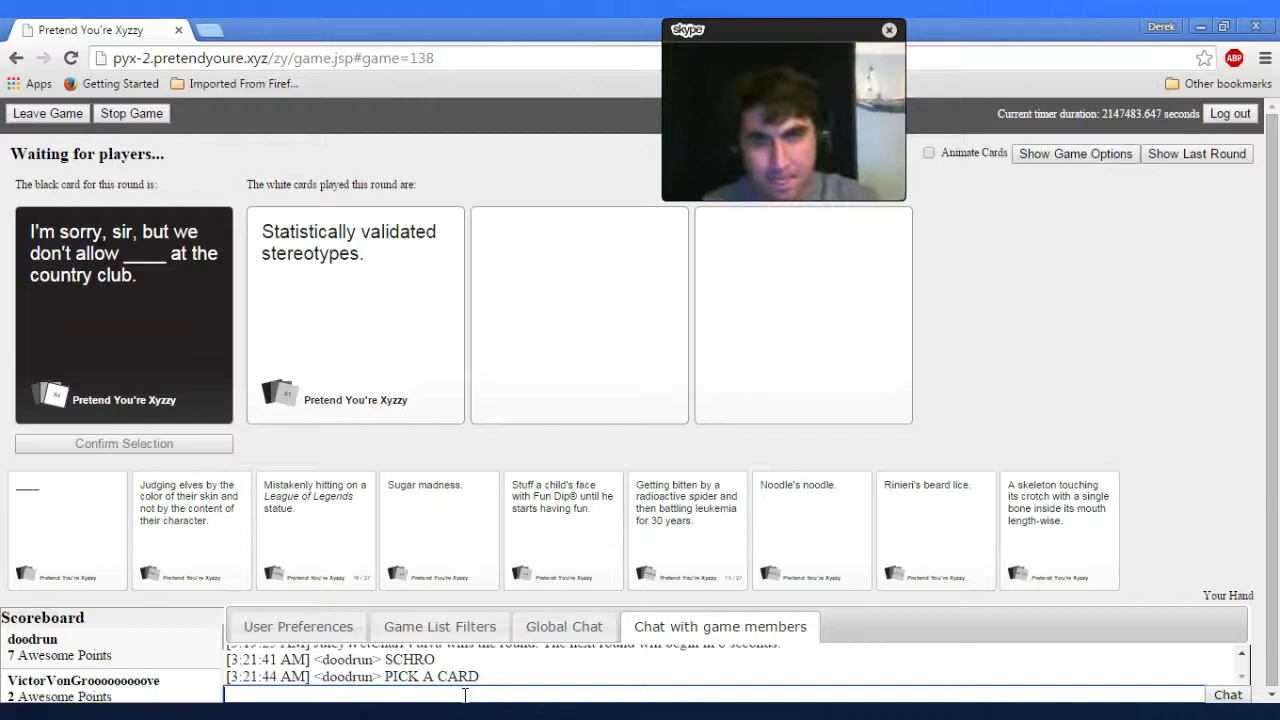 Pretend You're Xyzzy
Derek
pyx-2.pretendyoure.xyz/zy/game.jsp#game=138
ABP
Apps
Getting Started
Imported From Firef...
Other bookmarks
skype
Leave Game
Stop Game
Current timer duration: 2147483.647 seconds
Log out
Waiting for players...
Animate Cards
Show Game Options
Show Last Round
The black card for this round is:
The white cards played this round are:
I'm sorry, sir, but we
don't allow ____ at the
country club.
X4
Pretend You're Xyzzy
Statistically validated
stereotypes.
X1
Pretend You're Xyzzy
Confirm Selection
____
Pretend You're Xyzzy
Judging elves by the
color of their skin and
not by the content of
their character.
Pretend You're Xyzzy
Mistakenly hitting on a
League of Legends
statue.
Pretend You're Xyzzy
Sugar madness.
Pretend You're Xyzzy
Stuff a child's face
with Fun Dip® until he
starts having fun.
Pretend You're Xyzzy
Getting bitten by a
radioactive spider and
then battling leukemia
for 30 years.
Pretend You're Xyzzy
Noodle's noodle.
Pretend You're Xyzzy
Rinieri's beard lice.
Pretend You're Xyzzy
A skeleton touching
its crotch with a single
bone inside its mouth
length-wise.
Pretend You're Xyzzy
Your Hand
Scoreboard
doodrun
7 Awesome Points
VictorVonGroooooooove
2 Awesome Points
User Preferences
Game List Filters
Global Chat
Chat with game members
[3:21:41 AM] <doodrun> SCHRO
[3:21:44 AM] <doodrun> PICK A CARD
Chat